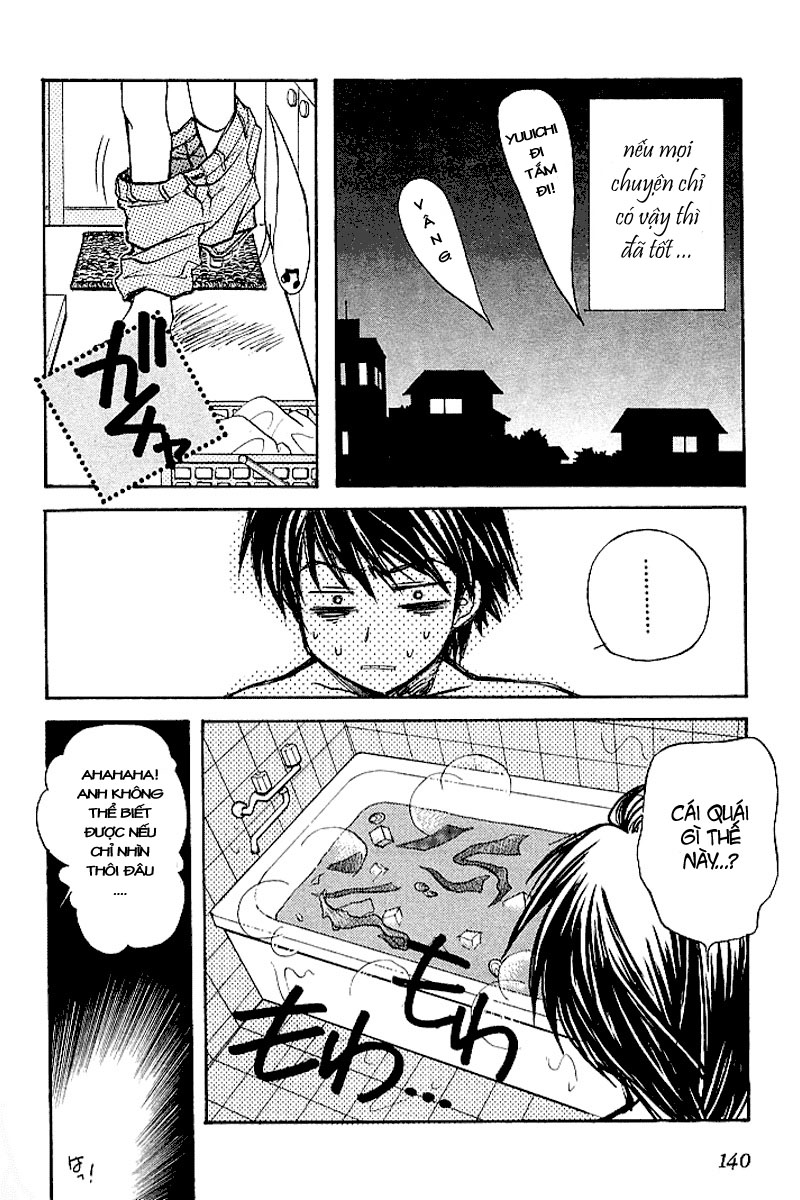 nếu mọi
chuyện chỉ
có vậy thì
đã tốt ...
YUUICHI
ĐI
TẮM
ĐI!
VÂNG
ガチャ
............
CÁI QUÁI
GÌ THẾ
NÀY...?
もわ
もわ...
AHAHAHA!
ANH KHÔNG
THỂ BIẾT
ĐƯỢC NẾU
CHỈ NHÌN
THÔI ĐÂU
....
はっ!
140